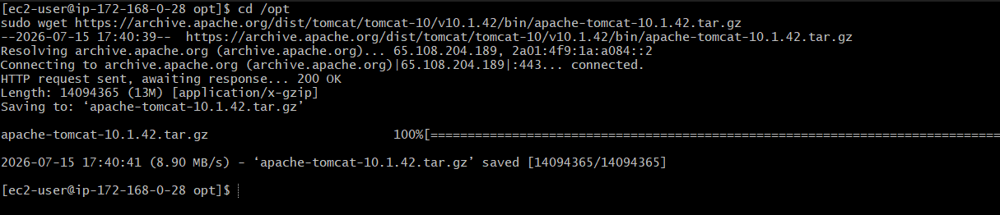 [ec2-user@ip-172-168-0-28 opt]$ cd /opt
sudo wget https://archive.apache.org/dist/tomcat/tomcat-10/v10.1.42/bin/apache-tomcat-10.1.42.tar.gz
--2026-07-15 17:40:39--  https://archive.apache.org/dist/tomcat/tomcat-10/v10.1.42/bin/apache-tomcat-10.1.42.tar.gz
Resolving archive.apache.org (archive.apache.org)... 65.108.204.189, 2a01:4f9:1a:a084::2
Connecting to archive.apache.org (archive.apache.org)|65.108.204.189|:443... connected.
HTTP request sent, awaiting response... 200 OK
Length: 14094365 (13M) [application/x-gzip]
Saving to: ‘apache-tomcat-10.1.42.tar.gz’
apache-tomcat-10.1.42.tar.gz                         100%[=============================================================================
2026-07-15 17:40:41 (8.90 MB/s) - ‘apache-tomcat-10.1.42.tar.gz’ saved [14094365/14094365]
[ec2-user@ip-172-168-0-28 opt]$